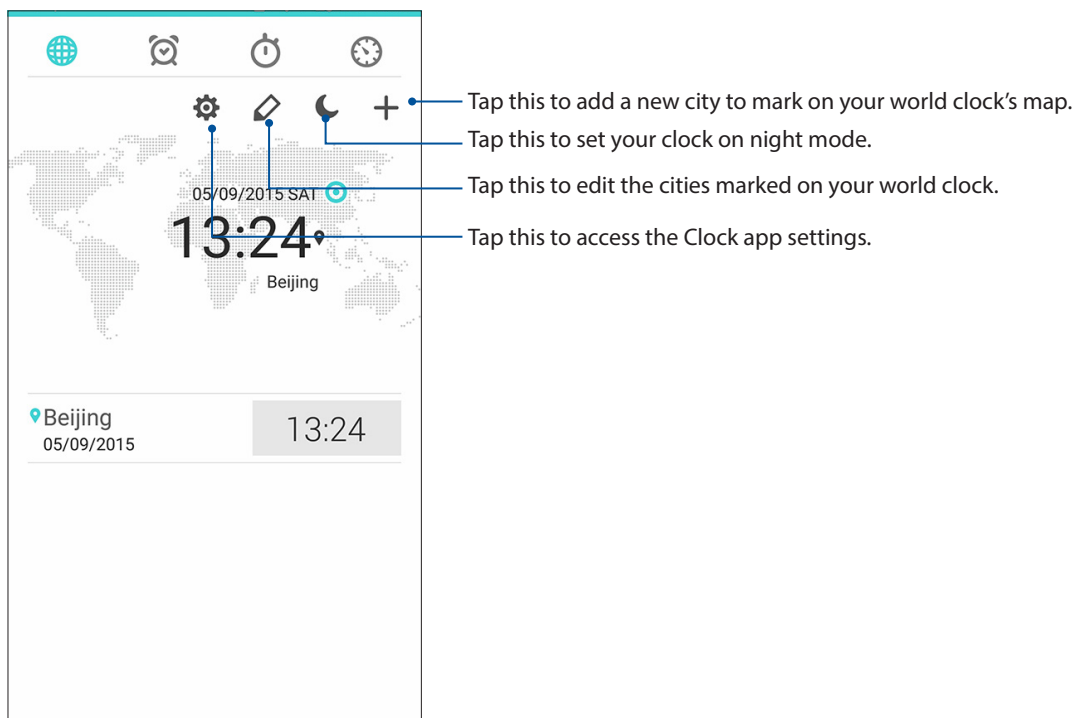 Tap this to add a new city to mark on your world clock's map.
Tap this to set your clock on night mode.
Tap this to edit the cities marked on your world clock.
05/09/2015 SAT
13:24
Tap this to access the Clock app settings.
Beijing
Beijing
13:24
05/09/2015